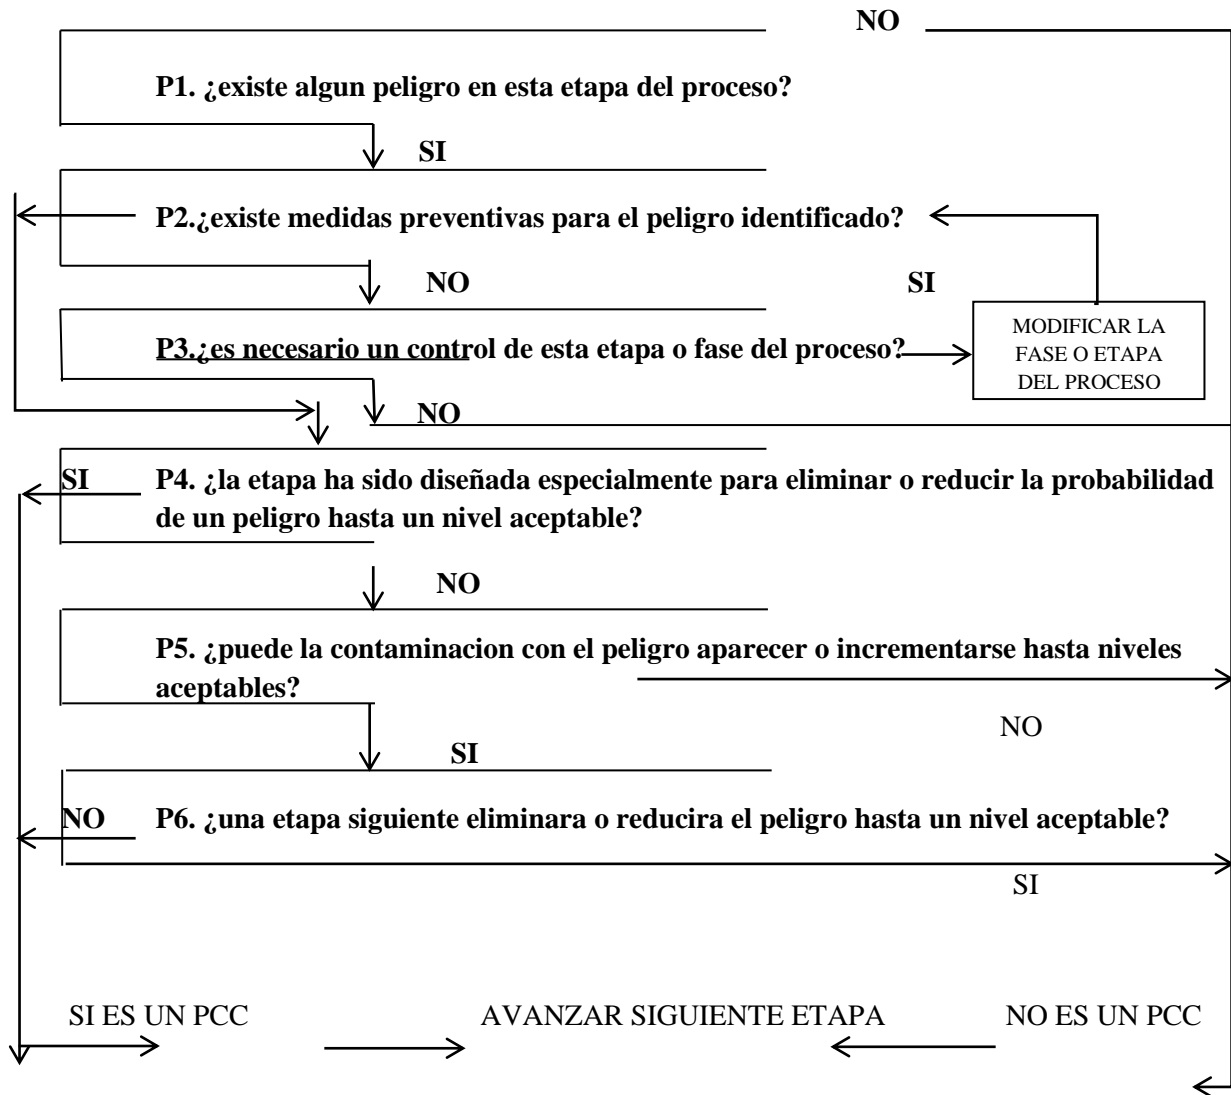 NO
P1. ¿existe algun peligro en esta etapa del proceso?
SI
P2.¿existe medidas preventivas para el peligro identificado?
NO
SI
MODIFICAR LA
FASE O ETAPA
DEL PROCESO
P3.¿es necesario un control de esta etapa o fase del proceso?
NO
SI
P4. ¿la etapa ha sido diseñada especialmente para eliminar o reducir la probabilidad
de un peligro hasta un nivel aceptable?
NO
P5. ¿puede la contaminacion con el peligro aparecer o incrementarse hasta niveles
aceptables?
NO
SI
NO
P6. ¿una etapa siguiente eliminara o reducira el peligro hasta un nivel aceptable?
SI
SI ES UN PCC
AVANZAR SIGUIENTE ETAPA
NO ES UN PCC